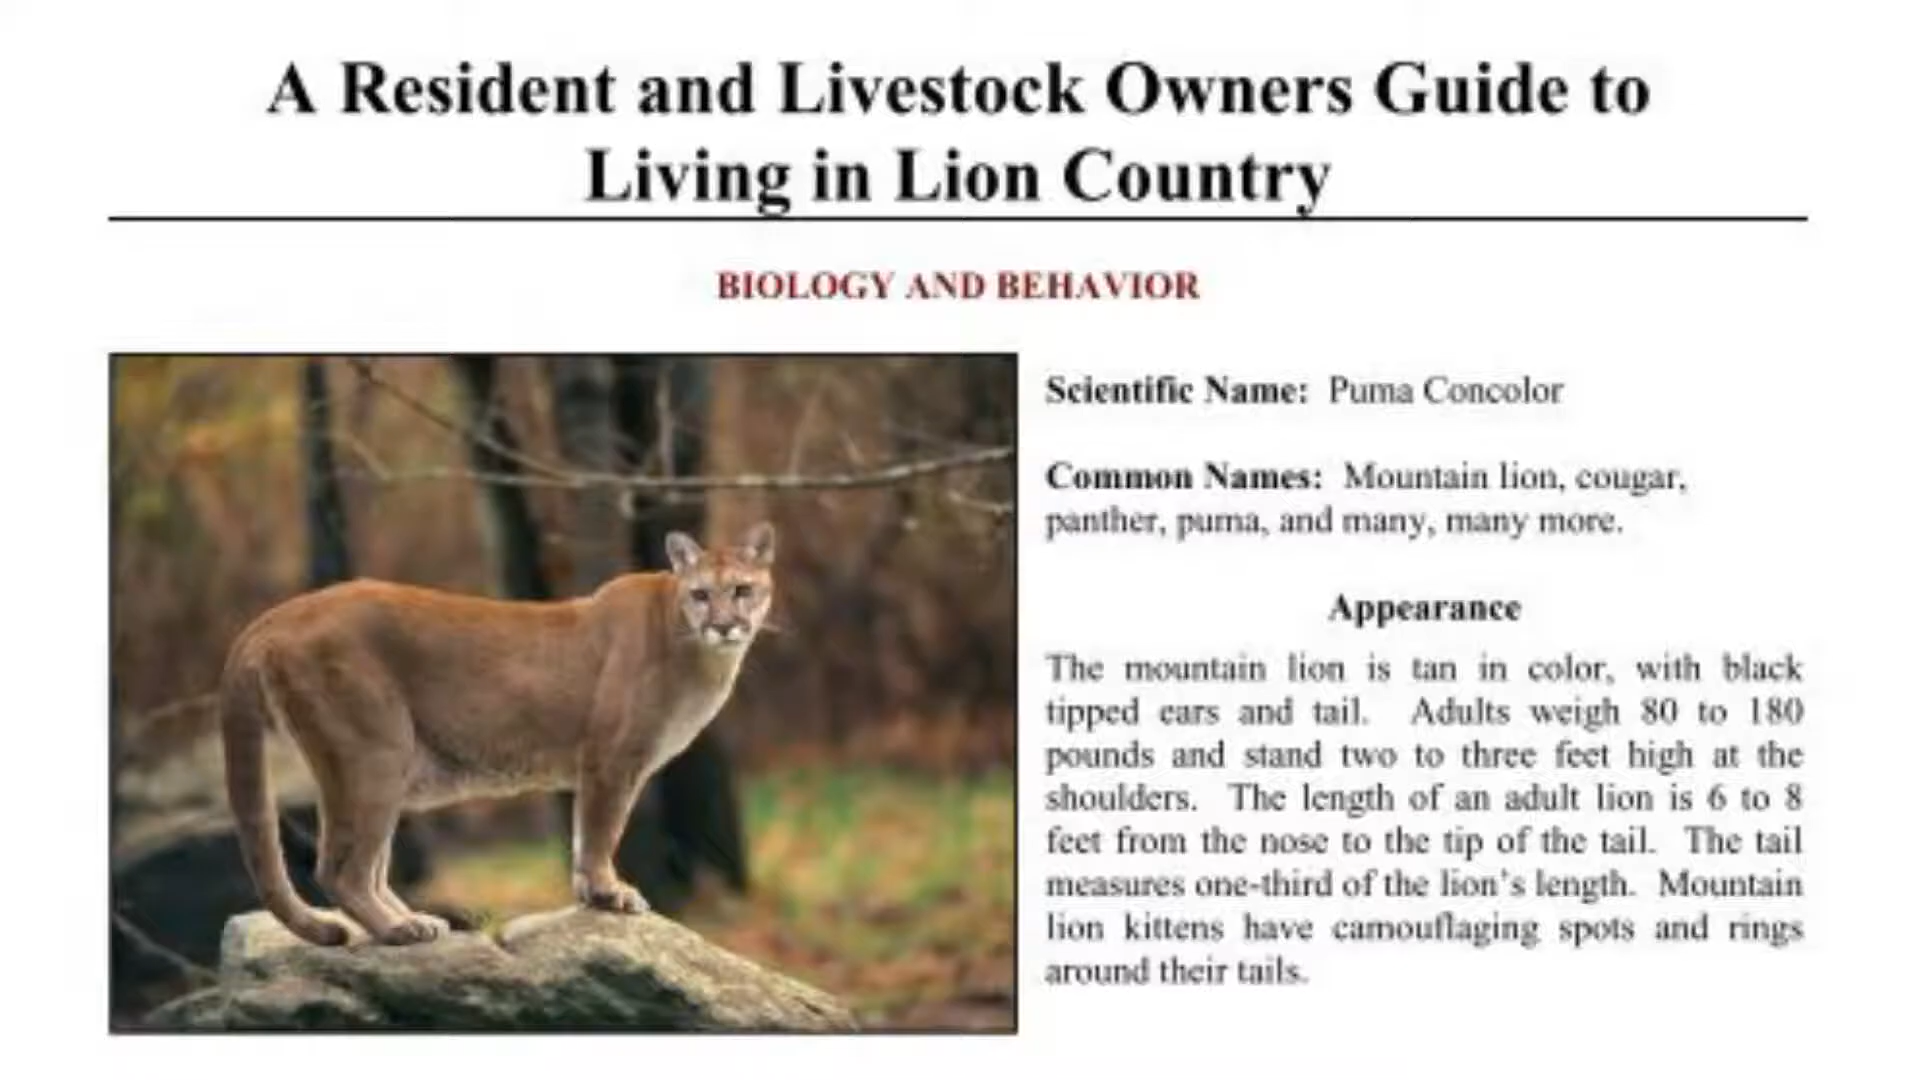 A Resident and Livestock Owners Guide to
Living in Lion Country
BIOLOGY AND BEHAVIOR
Scientific Name: Puma Concolor
Common Names: Mountain lion, cougar,
panther, puma, and many, many more.
Appearance
The mountain lion is tan in color, with black
tipped ears and tail. Adults weigh 80 to 180
pounds and stand two to three feet high at the
shoulders. The length of an adult lion is 6 to 8
feet from the nose to the tip of the tail. The tail
measures one-third of the lion's length. Mountain
lion kittens have camouflaging spots and rings
around their tails.